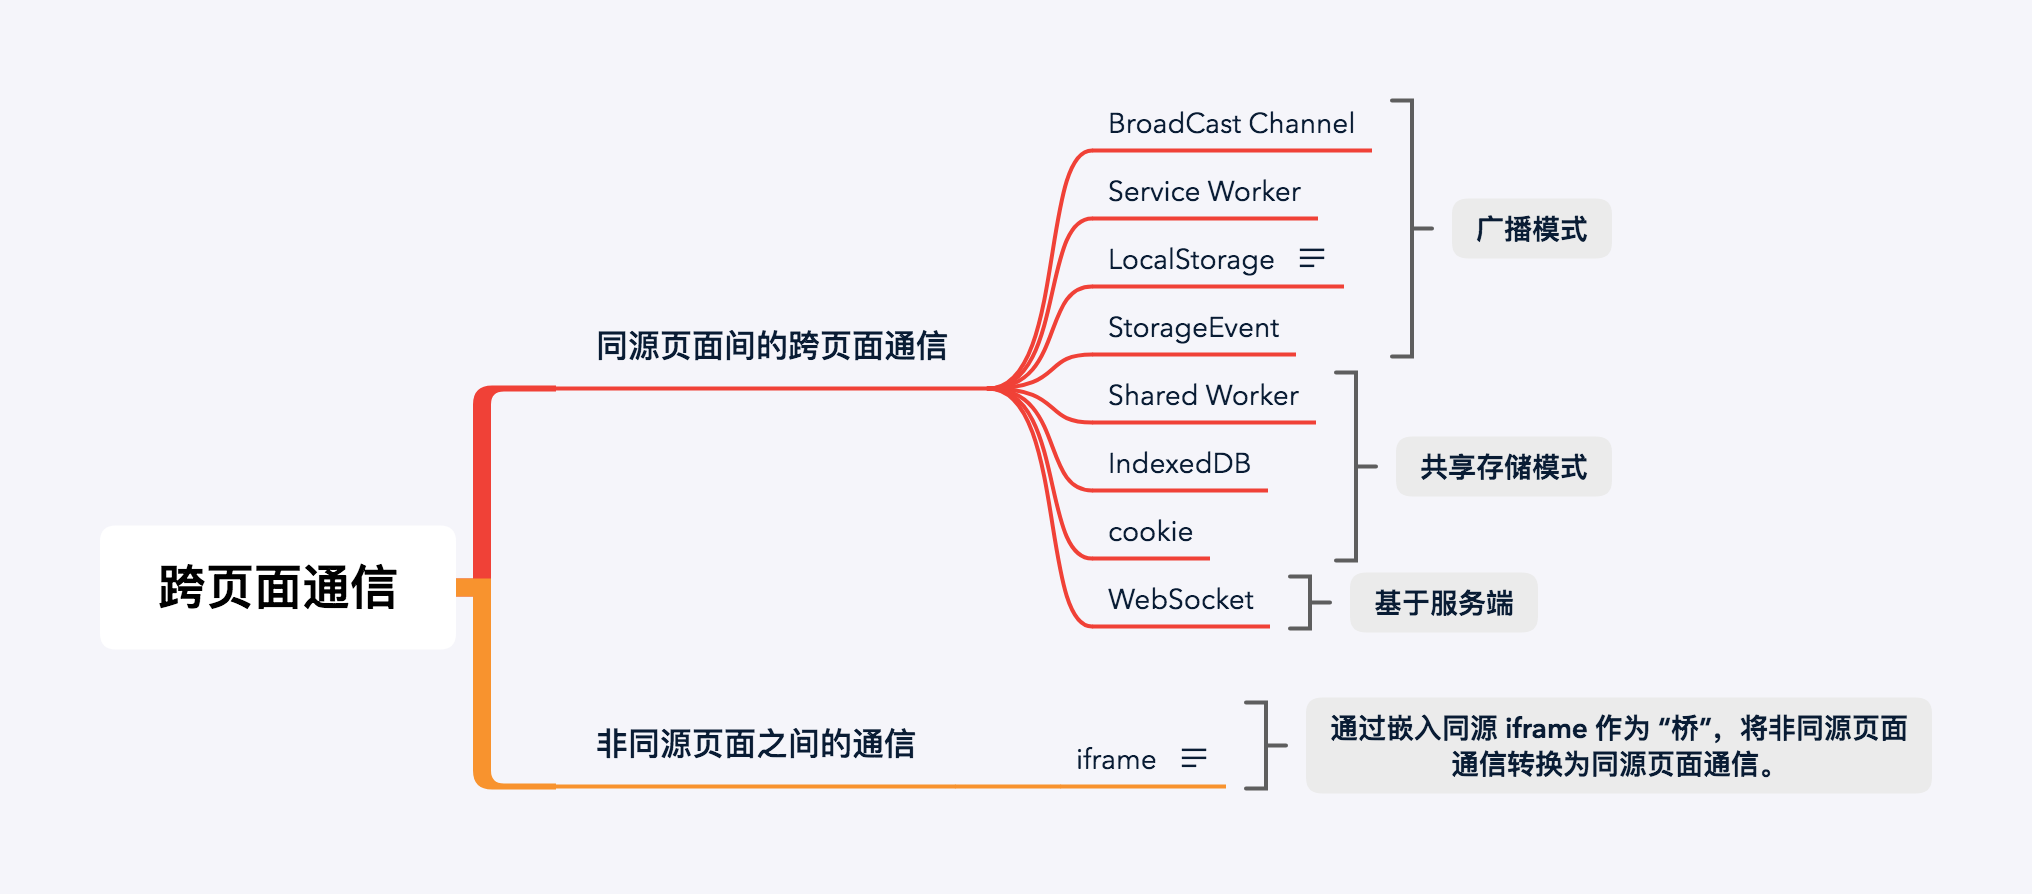 跨页面通信
同源页面间的跨页面通信
BroadCast Channel
Service Worker
LocalStorage
StorageEvent
广播模式
Shared Worker
IndexedDB
cookie
共享存储模式
WebSocket
基于服务端
非同源页面之间的通信
iframe
通过嵌入同源 iframe 作为 “桥”，将非同源页面
通信转换为同源页面通信。